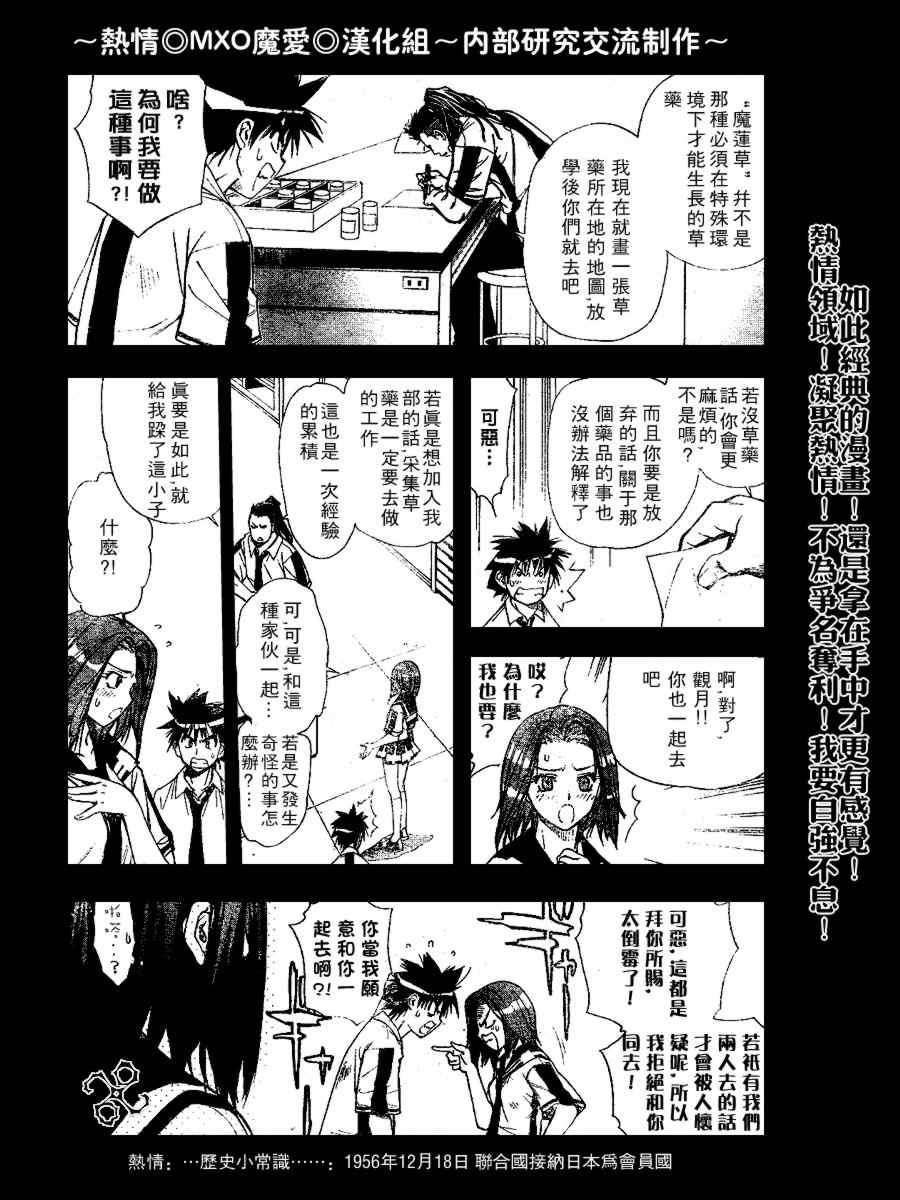 ～熱情◎MXO魔愛◎漢化組～内部研究交流制作～
“魔蓮草”并不是
那種必須在特殊環
境下才能生長的草
藥
我現在就畫一張草
藥所在地的地圖,放
學後你們就去吧
啥？
為何我要做
這種事啊?!
若沒草藥
話,你會更
麻煩的,
不是嗎?
而且你要是放
弃的話,關于那
個藥品的事也
沒辦法解釋了
可惡…
啊,對了,
觀月!!
你也一起去
吧
哎？
為什麼
我也要?
若真是想加入我
部的話,采集草
藥是一定要去做
的工作
這也是一次經驗
的累積
可,可是,和這
種家伙一起…
若是又發生
奇怪的事怎
麼辦?…
眞要是如此,就
給我踩了這小子
什麼?!
若衹有我們
兩人去的話
才會被人懷
疑呢,所以
我拒絕和你
同去!
可惡,這都是
拜你所賜,
太倒霉了!
你當我願
意和你一
起去啊?!
啪嗒..?
如此經典的漫畫！還是拿在手中才更有感覺！
熱情領域！凝聚熱情！不為爭名奪利！我要自強不息！
熱情：…歷史小常識……：1956年12月18日 聯合國接納日本爲會員國